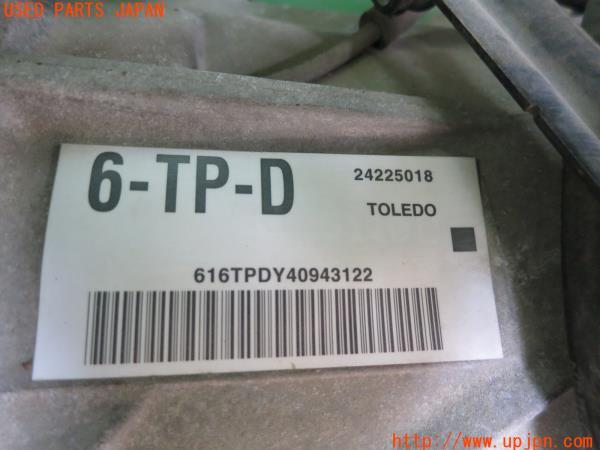 USED PARTS JAPAN
6-TP-D
24225018
TOLEDO
616TPDY40943122
http://www.upjpn.com/